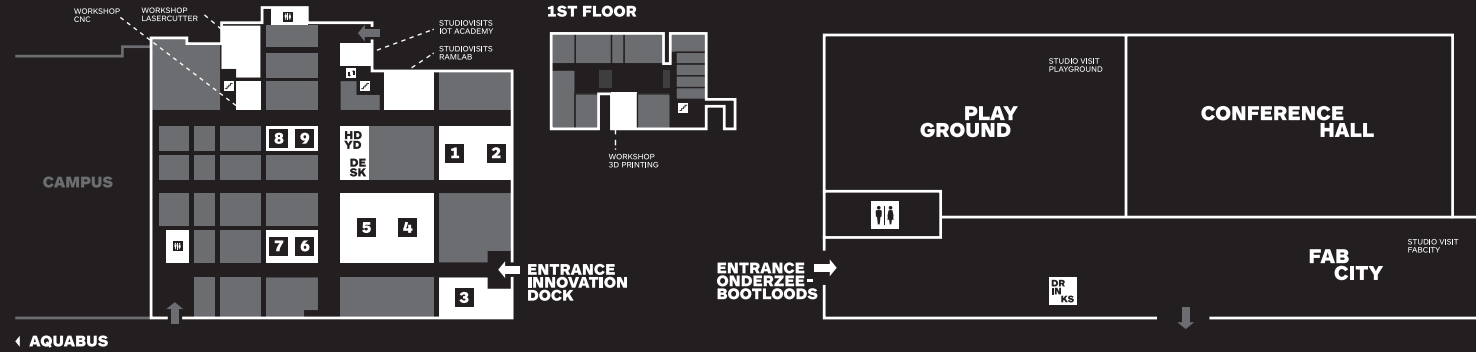 WORKSHOP
CNC
WORKSHOP
LASERCUTTER
STUDIOVISITS
IOT ACADEMY
STUDIOVISITS
RAMLAB
8 9
HD
YD
DE
SK
1 2
CAMPUS
5 4
7 6
3
ENTRANCE
INNOVATION
DOCK
AQUABUS
1ST FLOOR
WORKSHOP
3D PRINTING
STUDIO VISIT
PLAYGROUND
PLAY
GROUND
CONFERENCE
HALL
ENTRANCE
ONDERZEE-
BOOTLOODS
DR
IN
KS
FAB
CITY
STUDIO VISIT
FABCITY